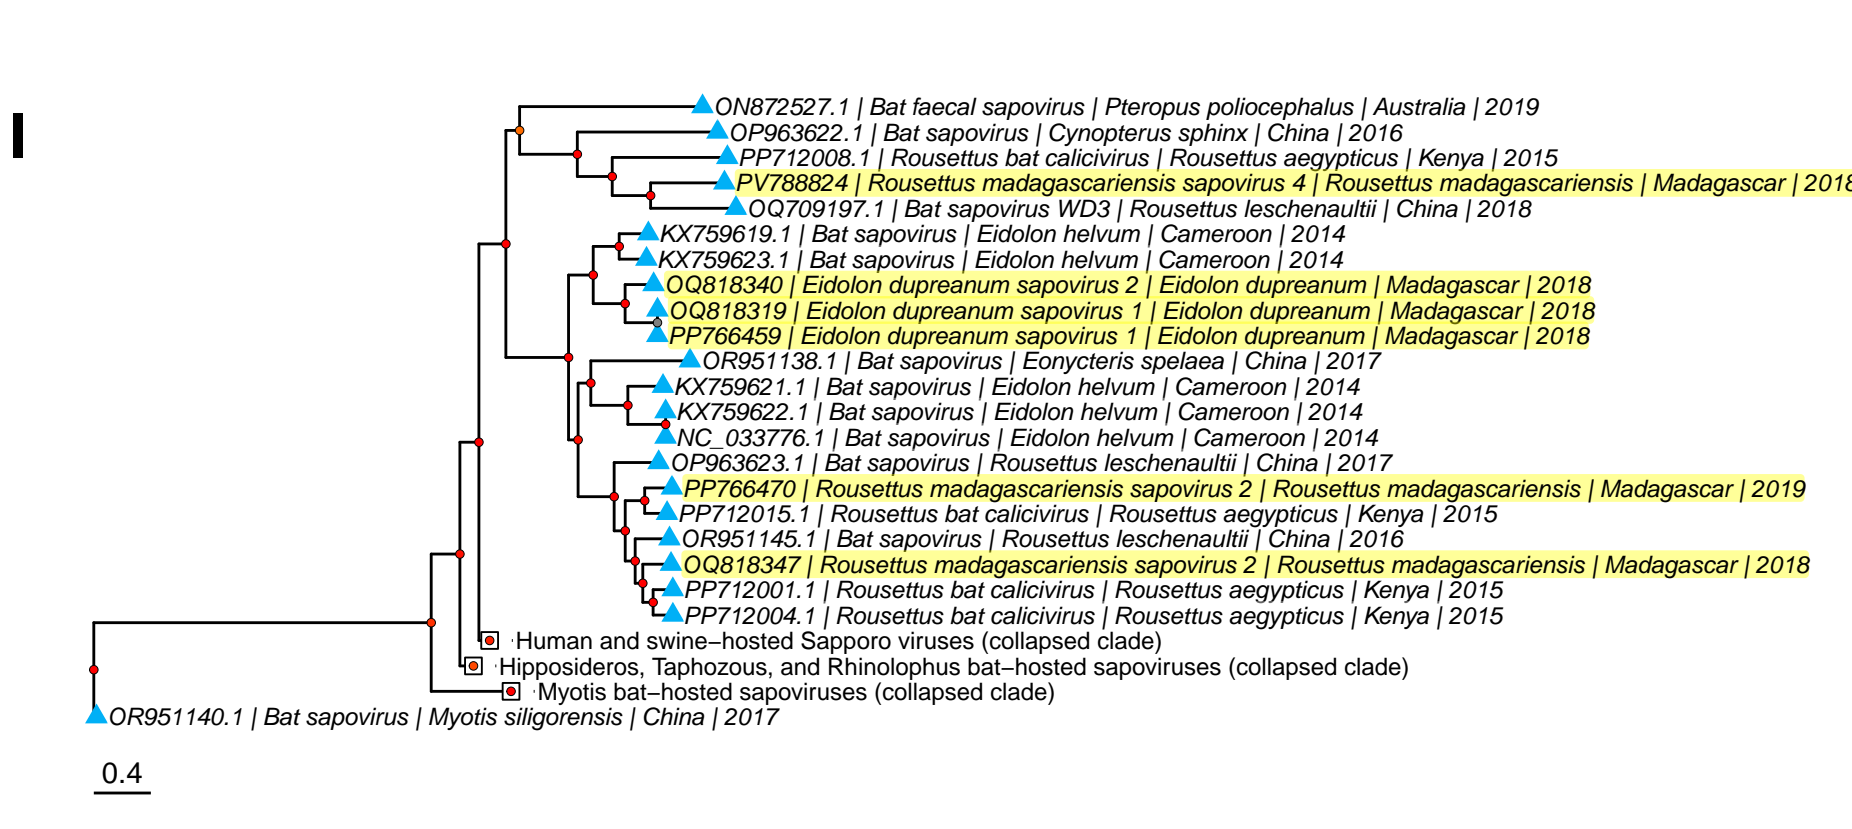 I
ON872527.1 | Bat faecal sapovirus | Pteropus poliocephalus | Australia | 2019
OP963622.1 | Bat sapovirus | Cynopterus sphinx | China | 2016
PP712008.1 | Rousettus bat calicivirus | Rousettus aegypticus | Kenya | 2015
PV788824 | Rousettus madagascariensis sapovirus 4 | Rousettus madagascariensis | Madagascar | 2018
OQ709197.1 | Bat sapovirus WD3 | Rousettus leschenaultii | China | 2018
KX759619.1 | Bat sapovirus | Eidolon helvum | Cameroon | 2014
KX759623.1 | Bat sapovirus | Eidolon helvum | Cameroon | 2014
OQ818340 | Eidolon dupreanum sapovirus 2 | Eidolon dupreanum | Madagascar | 2018
OQ818319 | Eidolon dupreanum sapovirus 1 | Eidolon dupreanum | Madagascar | 2018
PP766459 | Eidolon dupreanum sapovirus 1 | Eidolon dupreanum | Madagascar | 2018
OR951138.1 | Bat sapovirus | Eonycteris spelaea | China | 2017
KX759621.1 | Bat sapovirus | Eidolon helvum | Cameroon | 2014
KX759622.1 | Bat sapovirus | Eidolon helvum | Cameroon | 2014
NC_033776.1 | Bat sapovirus | Eidolon helvum | Cameroon | 2014
OP963623.1 | Bat sapovirus | Rousettus leschenaultii | China | 2017
PP766470 | Rousettus madagascariensis sapovirus 2 | Rousettus madagascariensis | Madagascar | 2019
PP712015.1 | Rousettus bat calicivirus | Rousettus aegypticus | Kenya | 2015
OR951145.1 | Bat sapovirus | Rousettus leschenaultii | China | 2016
OQ818347 | Rousettus madagascariensis sapovirus 2 | Rousettus madagascariensis | Madagascar | 2018
PP712001.1 | Rousettus bat calicivirus | Rousettus aegypticus | Kenya | 2015
PP712004.1 | Rousettus bat calicivirus | Rousettus aegypticus | Kenya | 2015
Human and swine−hosted Sapporo viruses (collapsed clade)
Hipposideros, Taphozous, and Rhinolophus bat−hosted sapoviruses (collapsed clade)
Myotis bat−hosted sapoviruses (collapsed clade)
OR951140.1 | Bat sapovirus | Myotis siligorensis | China | 2017
0.4